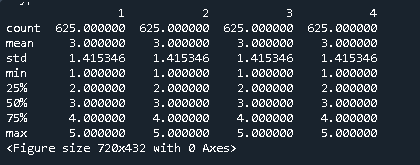 1 2 3 4
count 625.000000 625.000000 625.000000 625.000000
mean 3.000000 3.000000 3.000000 3.000000
std 1.415346 1.415346 1.415346 1.415346
min 1.000000 1.000000 1.000000 1.000000
25% 2.000000 2.000000 2.000000 2.000000
50% 3.000000 3.000000 3.000000 3.000000
75% 4.000000 4.000000 4.000000 4.000000
max 5.000000 5.000000 5.000000 5.000000
<Figure size 720x432 with 0 Axes>